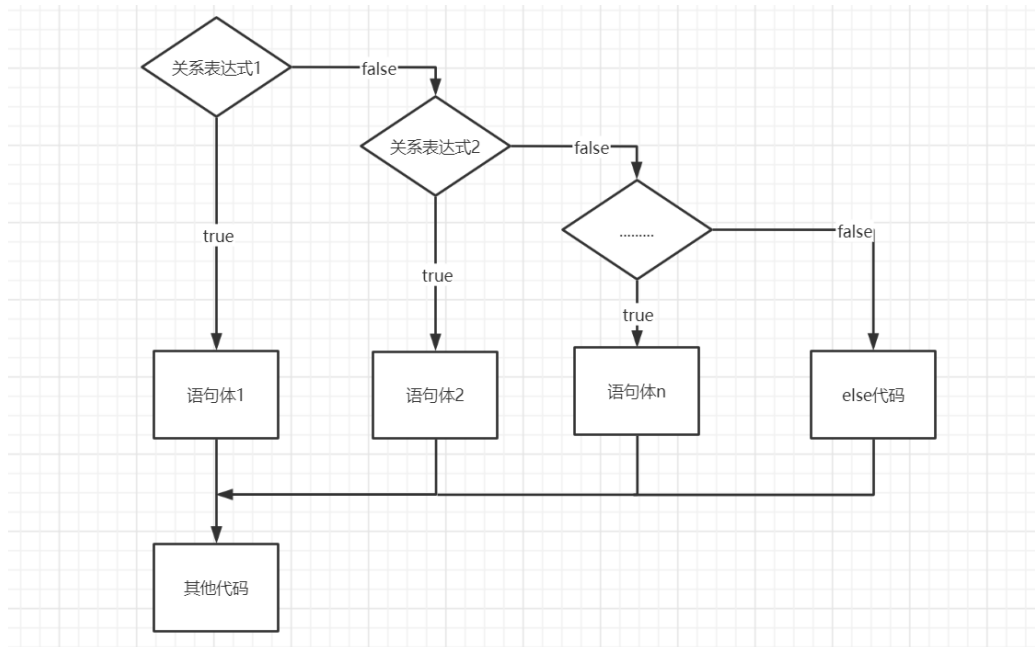 关系表达式1
false
关系表达式2
false
.........
false
true
true
true
语句体1
语句体2
语句体n
else代码
其他代码